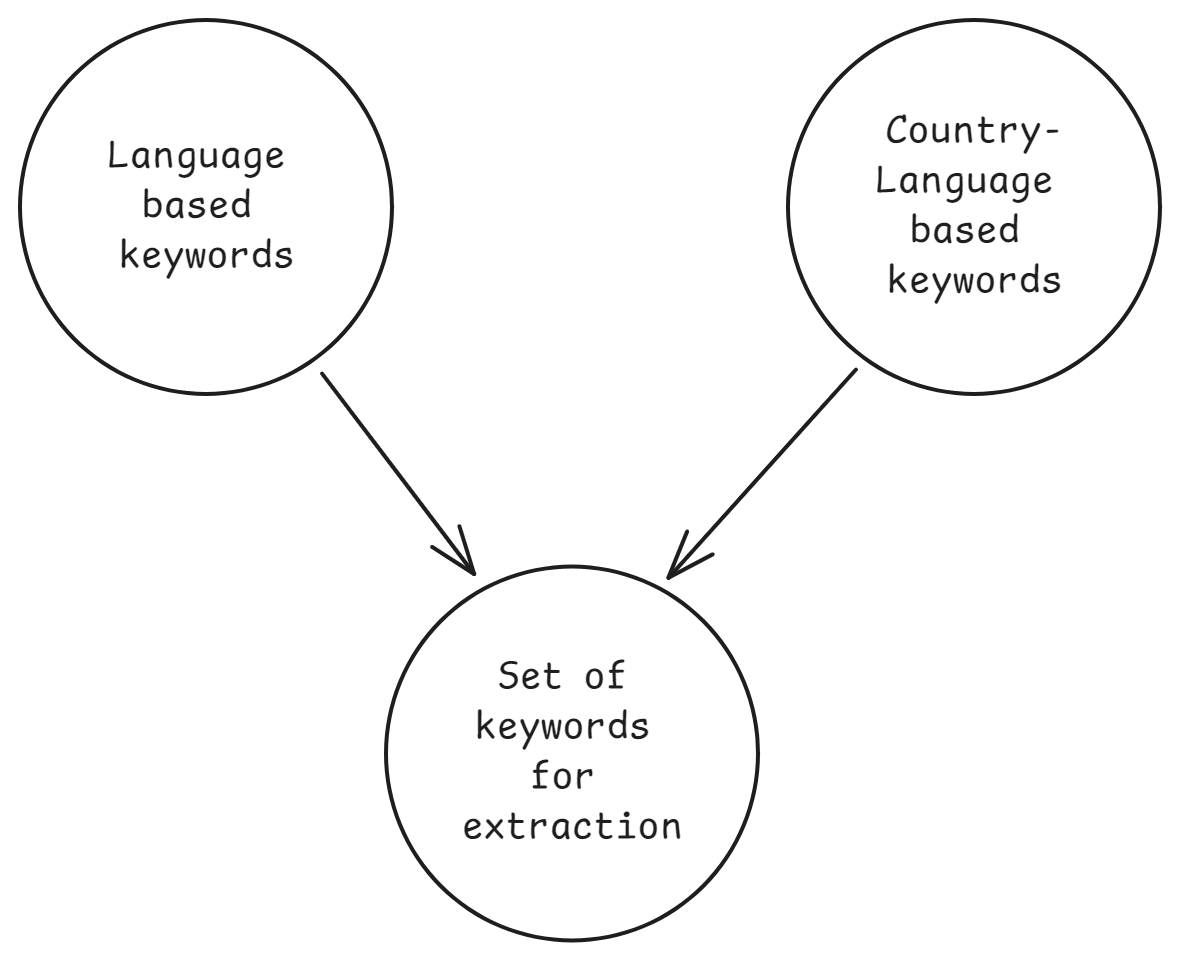 Language
based
keywords
Country-
Language
based
keywords
Set of
keywords
for
extraction